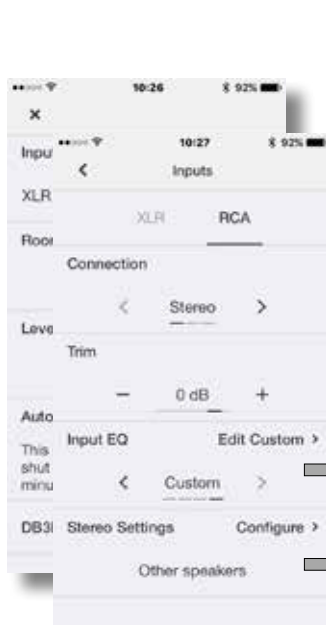 10:26 92%
×
Inpu
XLR
Room
Leve
Auto
This
shut
minu
DB3
10:27 92%
< Inputs
XLR RCA
Connection
< Stereo >
Trim
− 0 dB +
Input EQ Edit Custom >
< Custom >
Stereo Settings Configure >
Other speakers